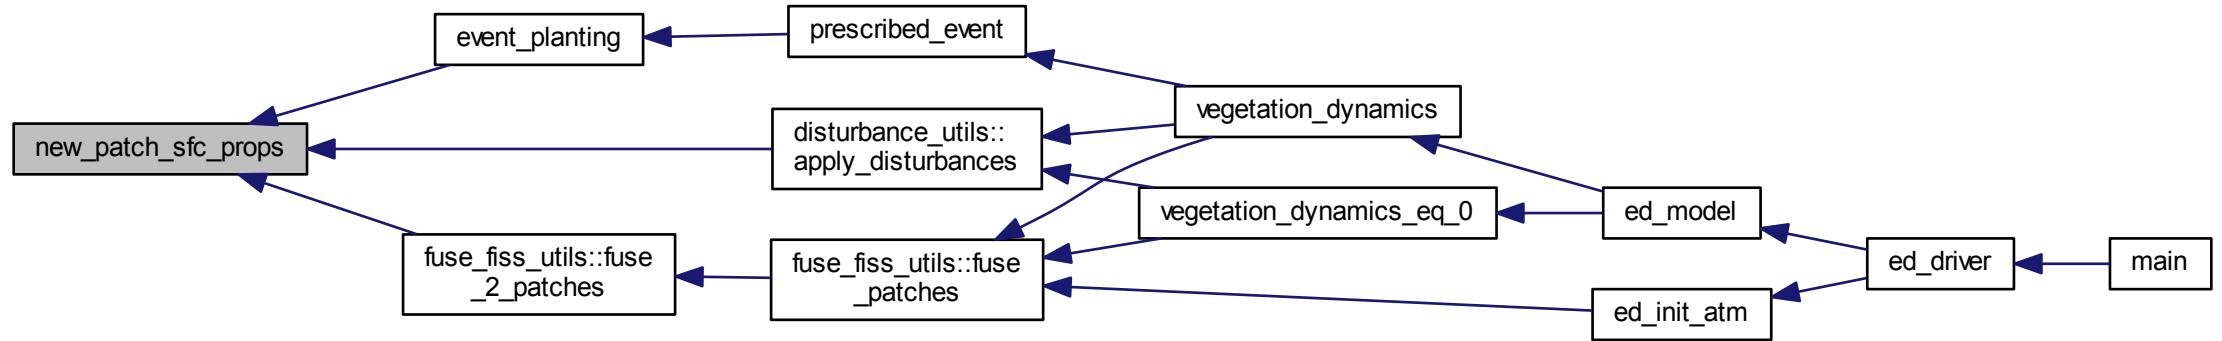 new_patch_sfc_props
event_planting
prescribed_event
disturbance_utils::
apply_disturbances
fuse_fiss_utils::fuse
_2_patches
fuse_fiss_utils::fuse
_patches
vegetation_dynamics
vegetation_dynamics_eq_0
ed_model
ed_init_atm
ed_driver
main